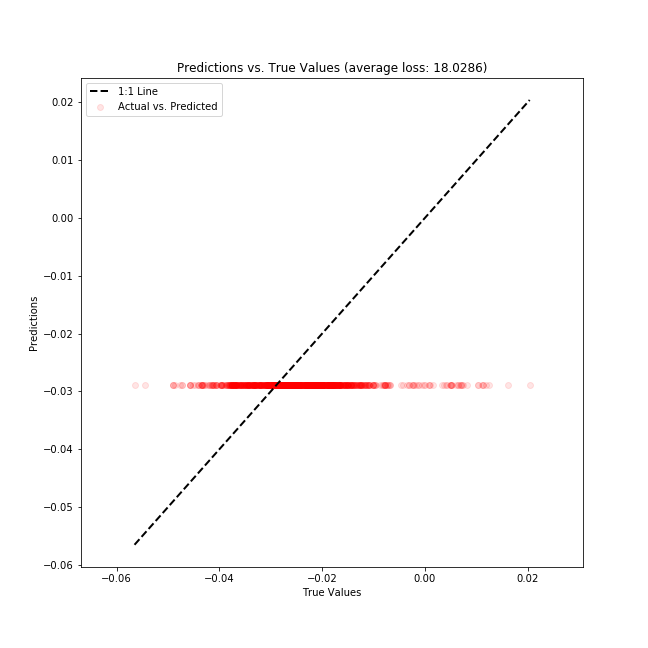 Predictions vs. True Values (average loss: 18.0286)
1:1 Line
Actual vs. Predicted
0.02
0.01
0.00
−0.01
−0.02
−0.03
−0.04
−0.05
−0.06
Predictions
−0.06 −0.04 −0.02 0.00 0.02
True Values